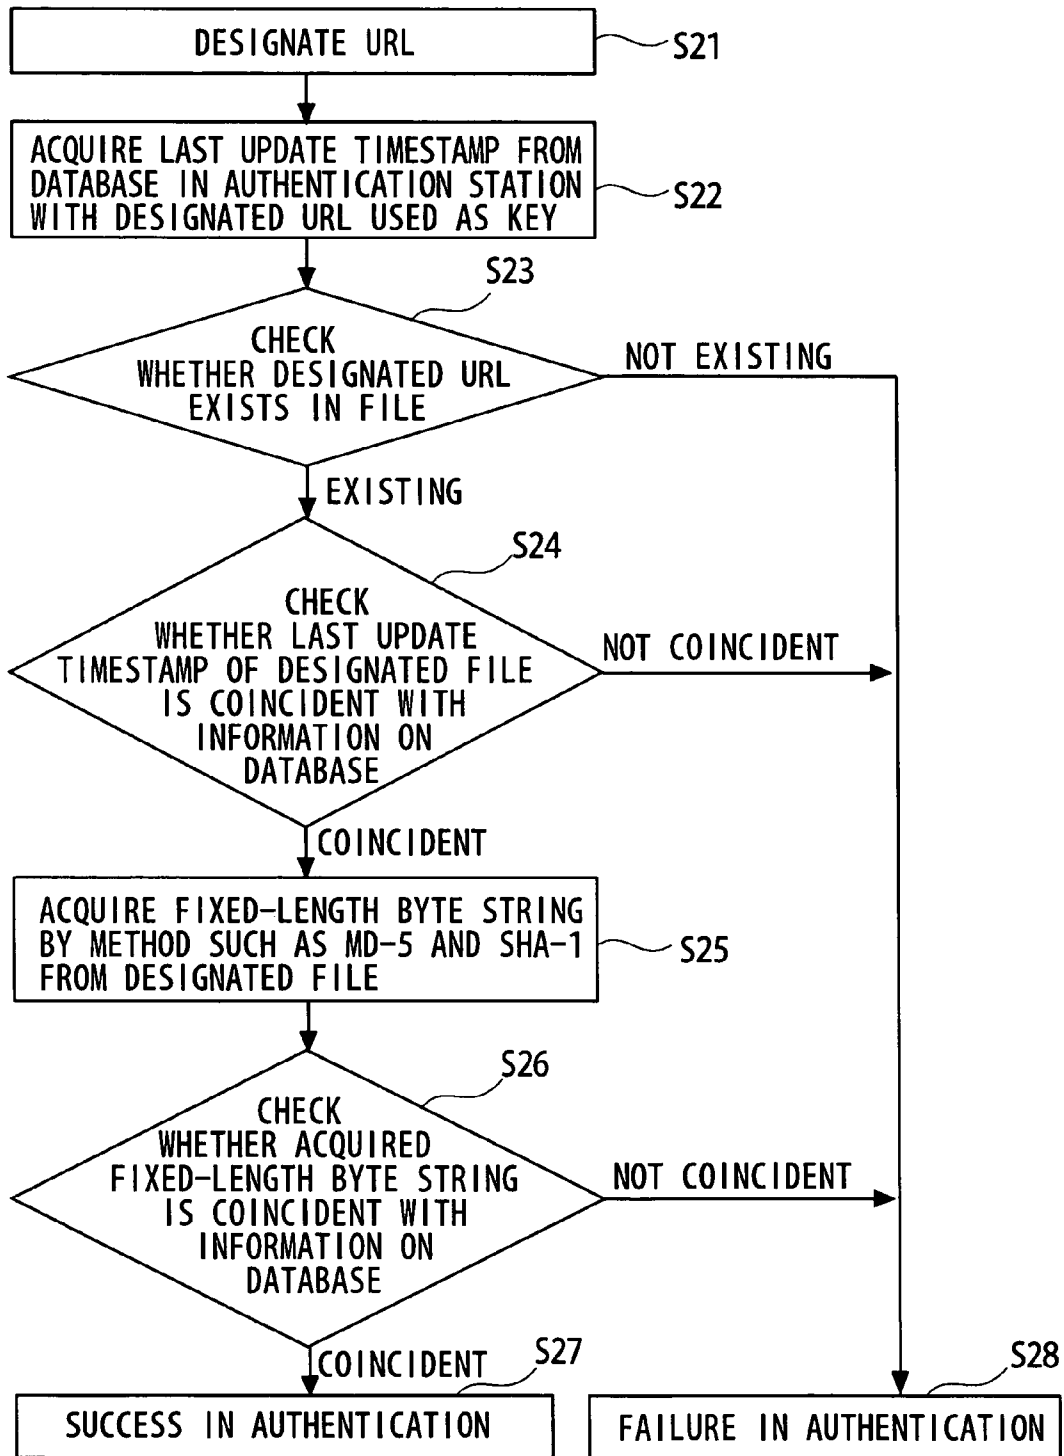 DESIGNATE URL
S21
ACQUIRE LAST UPDATE TIMESTAMP FROM
DATABASE IN AUTHENTICATION STATION
WITH DESIGNATED URL USED AS KEY
S22
S23
CHECK
WHETHER DESIGNATED URL
EXISTS IN FILE
NOT EXISTING
EXISTING
S24
CHECK
WHETHER LAST UPDATE
TIMESTAMP OF DESIGNATED FILE
IS COINCIDENT WITH
INFORMATION ON
DATABASE
NOT COINCIDENT
COINCIDENT
ACQUIRE FIXED-LENGTH BYTE STRING
BY METHOD SUCH AS MD-5 AND SHA-1
FROM DESIGNATED FILE
S25
S26
CHECK
WHETHER ACQUIRED
FIXED-LENGTH BYTE STRING
IS COINCIDENT WITH
INFORMATION ON
DATABASE
NOT COINCIDENT
COINCIDENT
S27
SUCCESS IN AUTHENTICATION
S28
FAILURE IN AUTHENTICATION